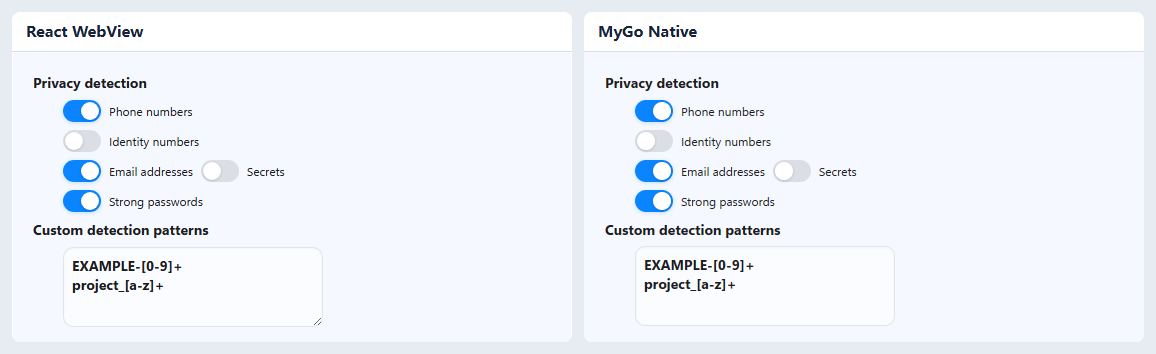 React WebView
Privacy detection
Phone numbers
Identity numbers
Email addresses Secrets
Strong passwords
Custom detection patterns
EXAMPLE-[0-9]+
project_[a-z]+
MyGo Native
Privacy detection
Phone numbers
Identity numbers
Email addresses Secrets
Strong passwords
Custom detection patterns
EXAMPLE-[0-9]+
project_[a-z]+